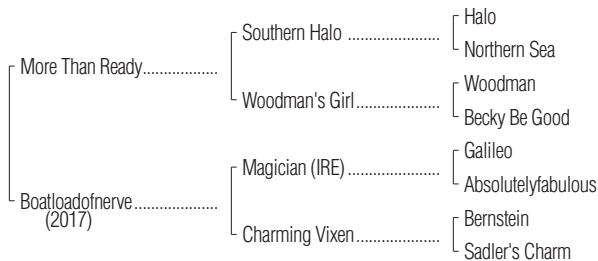 More Than Ready..................
Boatloadofnerve....................
(2017)
Southern Halo ......................
Woodman's Girl....................
Magician (IRE) ......................
Charming Vixen ....................
Halo
Northern Sea
Woodman
Becky Be Good
Galileo
Absolutelyfabulous
Bernstein
Sadler's Charm